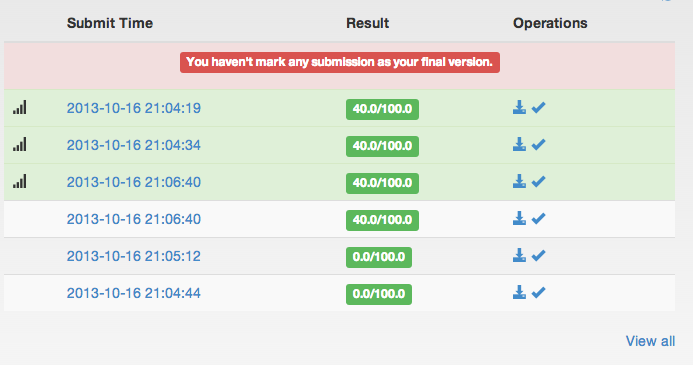 Submit Time Result Operations
You haven't mark any submission as your final version.
2013-10-16 21:04:19 40.0/100.0
2013-10-16 21:04:34 40.0/100.0
2013-10-16 21:06:40 40.0/100.0
2013-10-16 21:06:40 40.0/100.0
2013-10-16 21:05:12 0.0/100.0
2013-10-16 21:04:44 0.0/100.0
View all